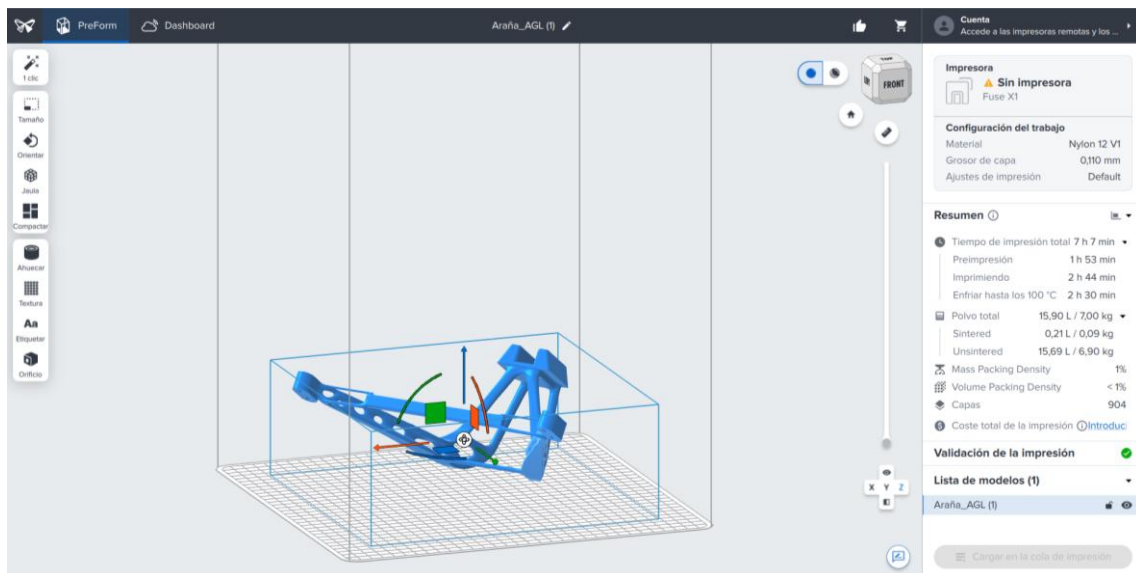 PreForm
Dashboard
Araña_AGL (1)
Cuenta
Accede a las impresoras remotas y los ...
1 clic
Tamaño
Orientar
Jaula
Compactar
Ahuecar
Textura
Aa
Etiquetar
Orificio
FRONT
X Y Z
Impresora
Sin impresora
Fuse X1
Configuración del trabajo
Material Nylon 12 V1
Grosor de capa 0,110 mm
Ajustes de impresión Default
Resumen
Tiempo de impresión total 7 h 7 min
Preimpresión 1 h 53 min
Imprimiendo 2 h 44 min
Enfriar hasta los 100 °C 2 h 30 min
Polvo total 15,90 L / 7,00 kg
Sintered 0,21 L / 0,09 kg
Unsintered 15,69 L / 6,90 kg
Mass Packing Density 1%
Volume Packing Density < 1%
Capas 904
Coste total de la impresión Introduc
Validación de la impresión
Lista de modelos (1)
Araña_AGL (1)
Cargar en la cola de impresión